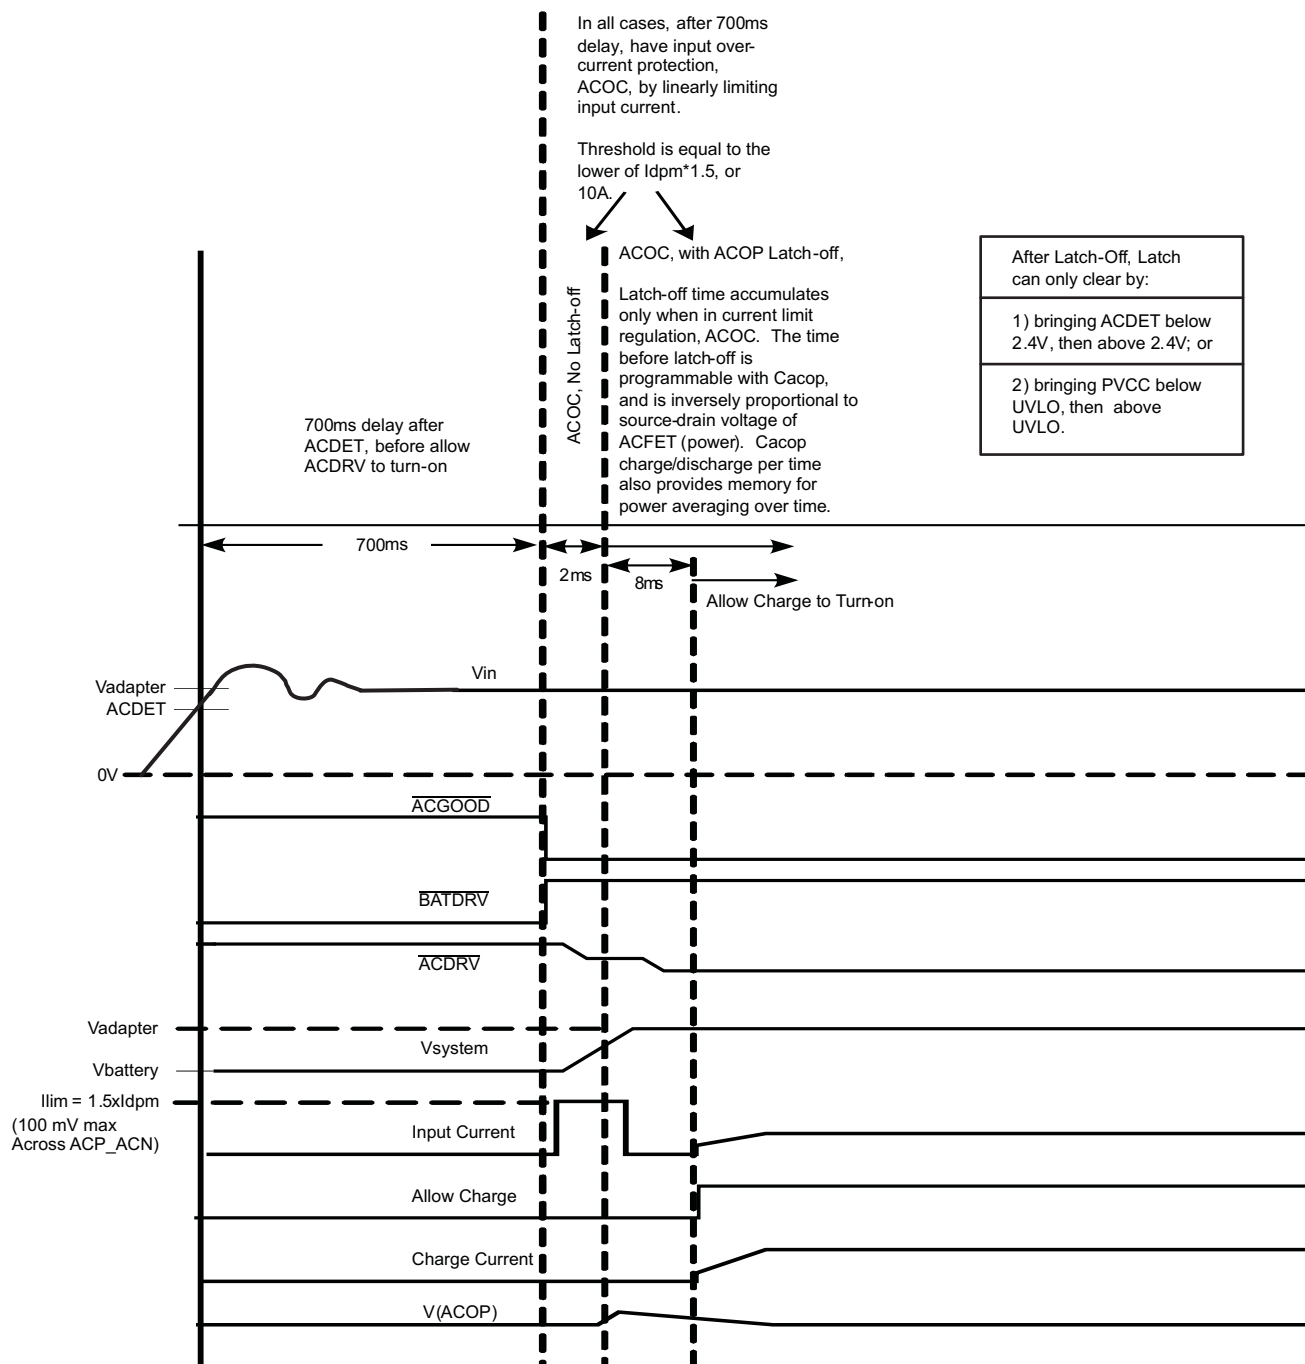 In all cases, after 700ms
delay, have input over-
current protection,
ACOC, by linearly limiting
input current.
Threshold is equal to the
lower of Idpm*1.5, or
10A.
ACOC, No Latch-off
ACOC, with ACOP Latch-off,
Latch-off time accumulates
only when in current limit
regulation, ACOC. The time
before latch-off is
programmable with Cacop,
and is inversely proportional to
source-drain voltage of
ACFET (power). Cacop
charge/discharge per time
also provides memory for
power averaging over time.
After Latch-Off, Latch
can only clear by:
1) bringing ACDET below
2.4V, then above 2.4V; or
2) bringing PVCC below
UVLO, then above
UVLO.
700ms delay after
ACDET, before allow
ACDRV to turn-on
700ms
2ms
8ms
Allow Charge to Turn-on
Vin
Vadapter
ACDET
0V
ACGOOD
BATDRV
ACDRV
Vadapter
Vsystem
Vbattery
Ilim = 1.5xIdpm
(100 mV max
Across ACP_ACN)
Input Current
Allow Charge
Charge Current
V(ACOP)